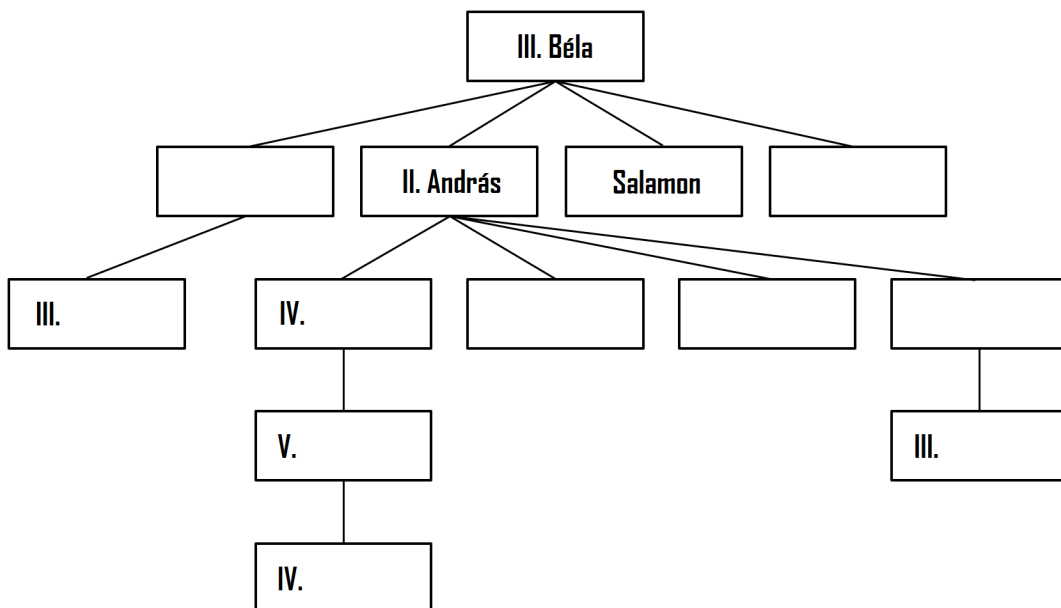 III. Béla
II. András
Salamon
III.
IV.
V.
III.
IV.